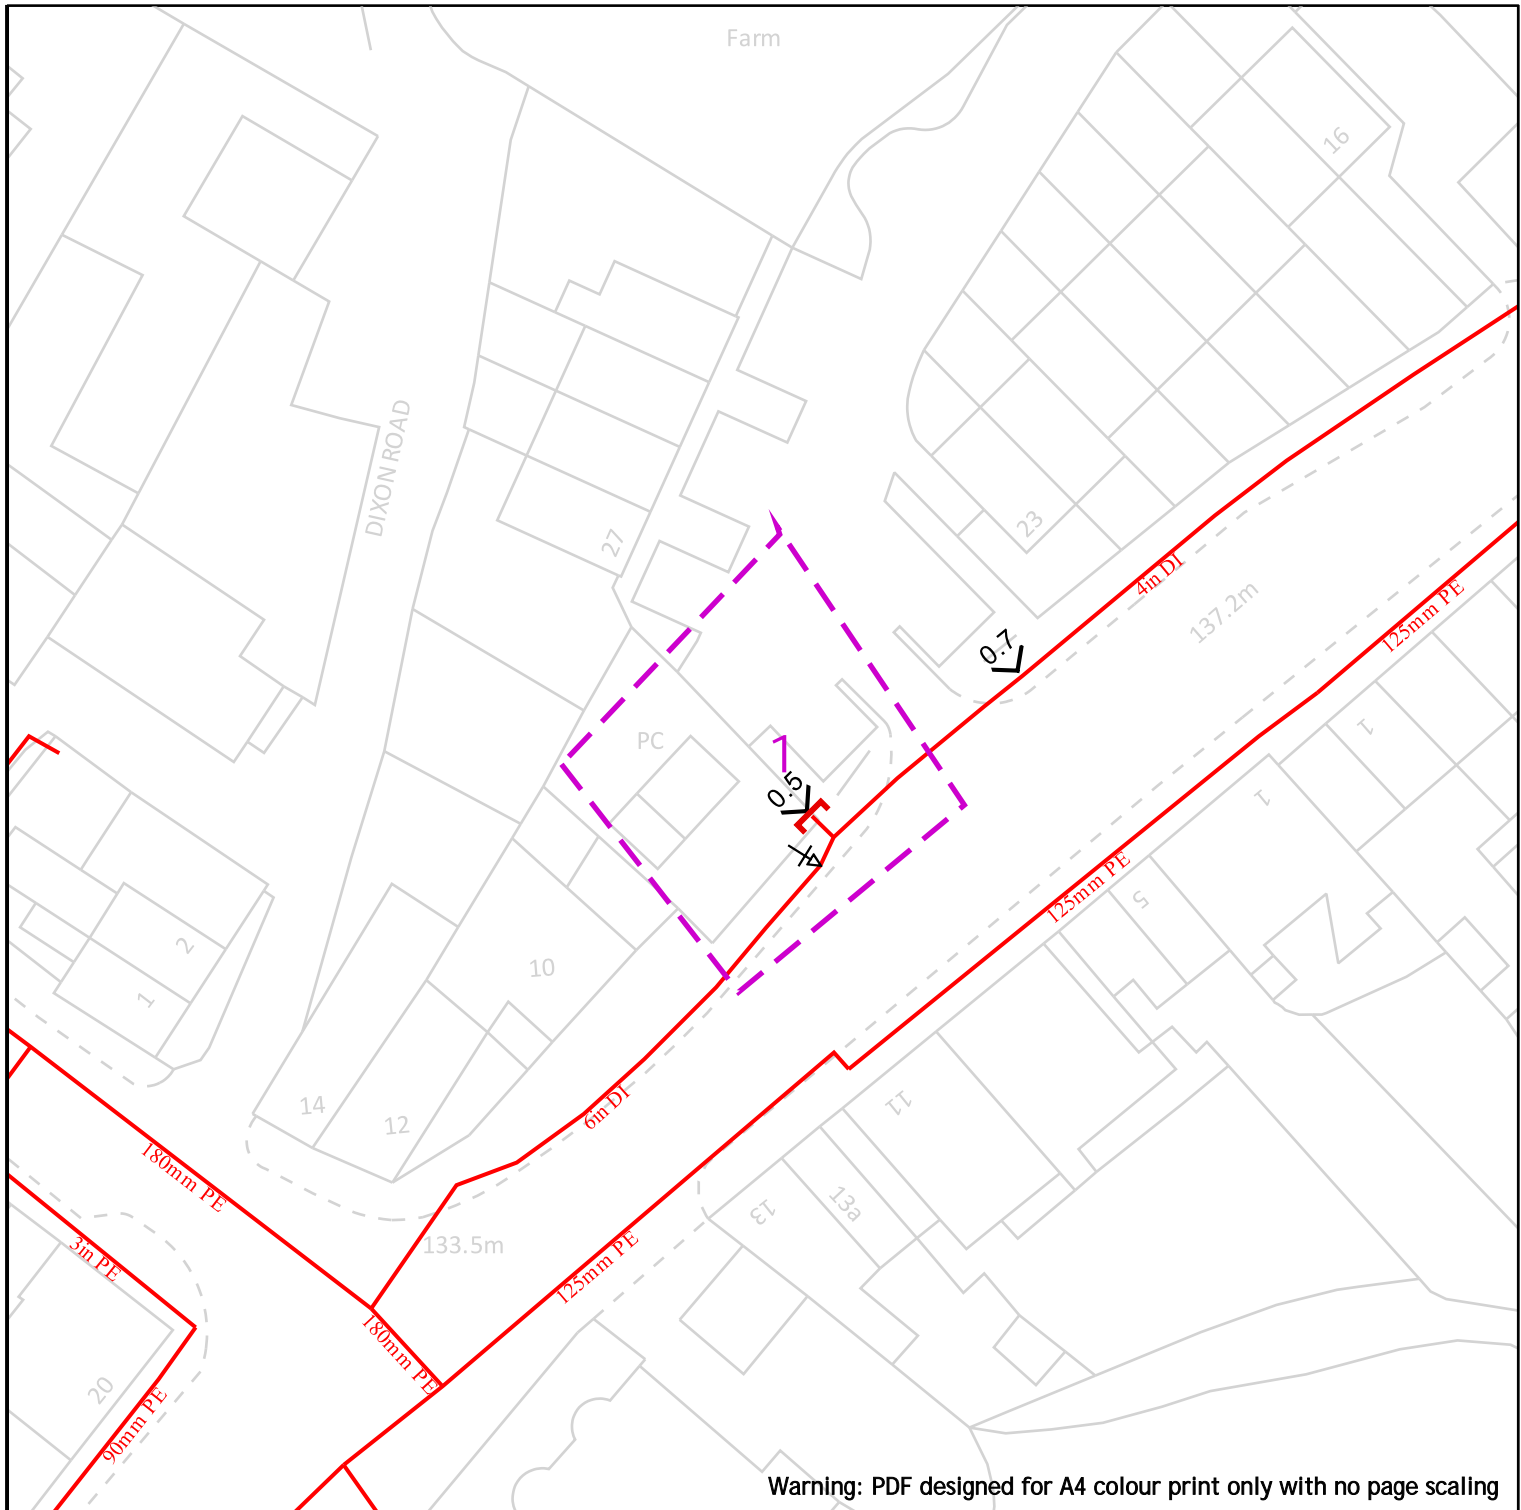 Farm
16
DIXON ROAD
27
23
4in DI
137.2m
125mm PE
0.7
1
PC
1
0.5
1
125mm PE
5
2
10
1
14
12
6in DI
11
180mm PE
13
13a
3in PE
133.5m
125mm PE
180mm PE
20
90mm PE
Warning: PDF designed for A4 colour print only with no page scaling